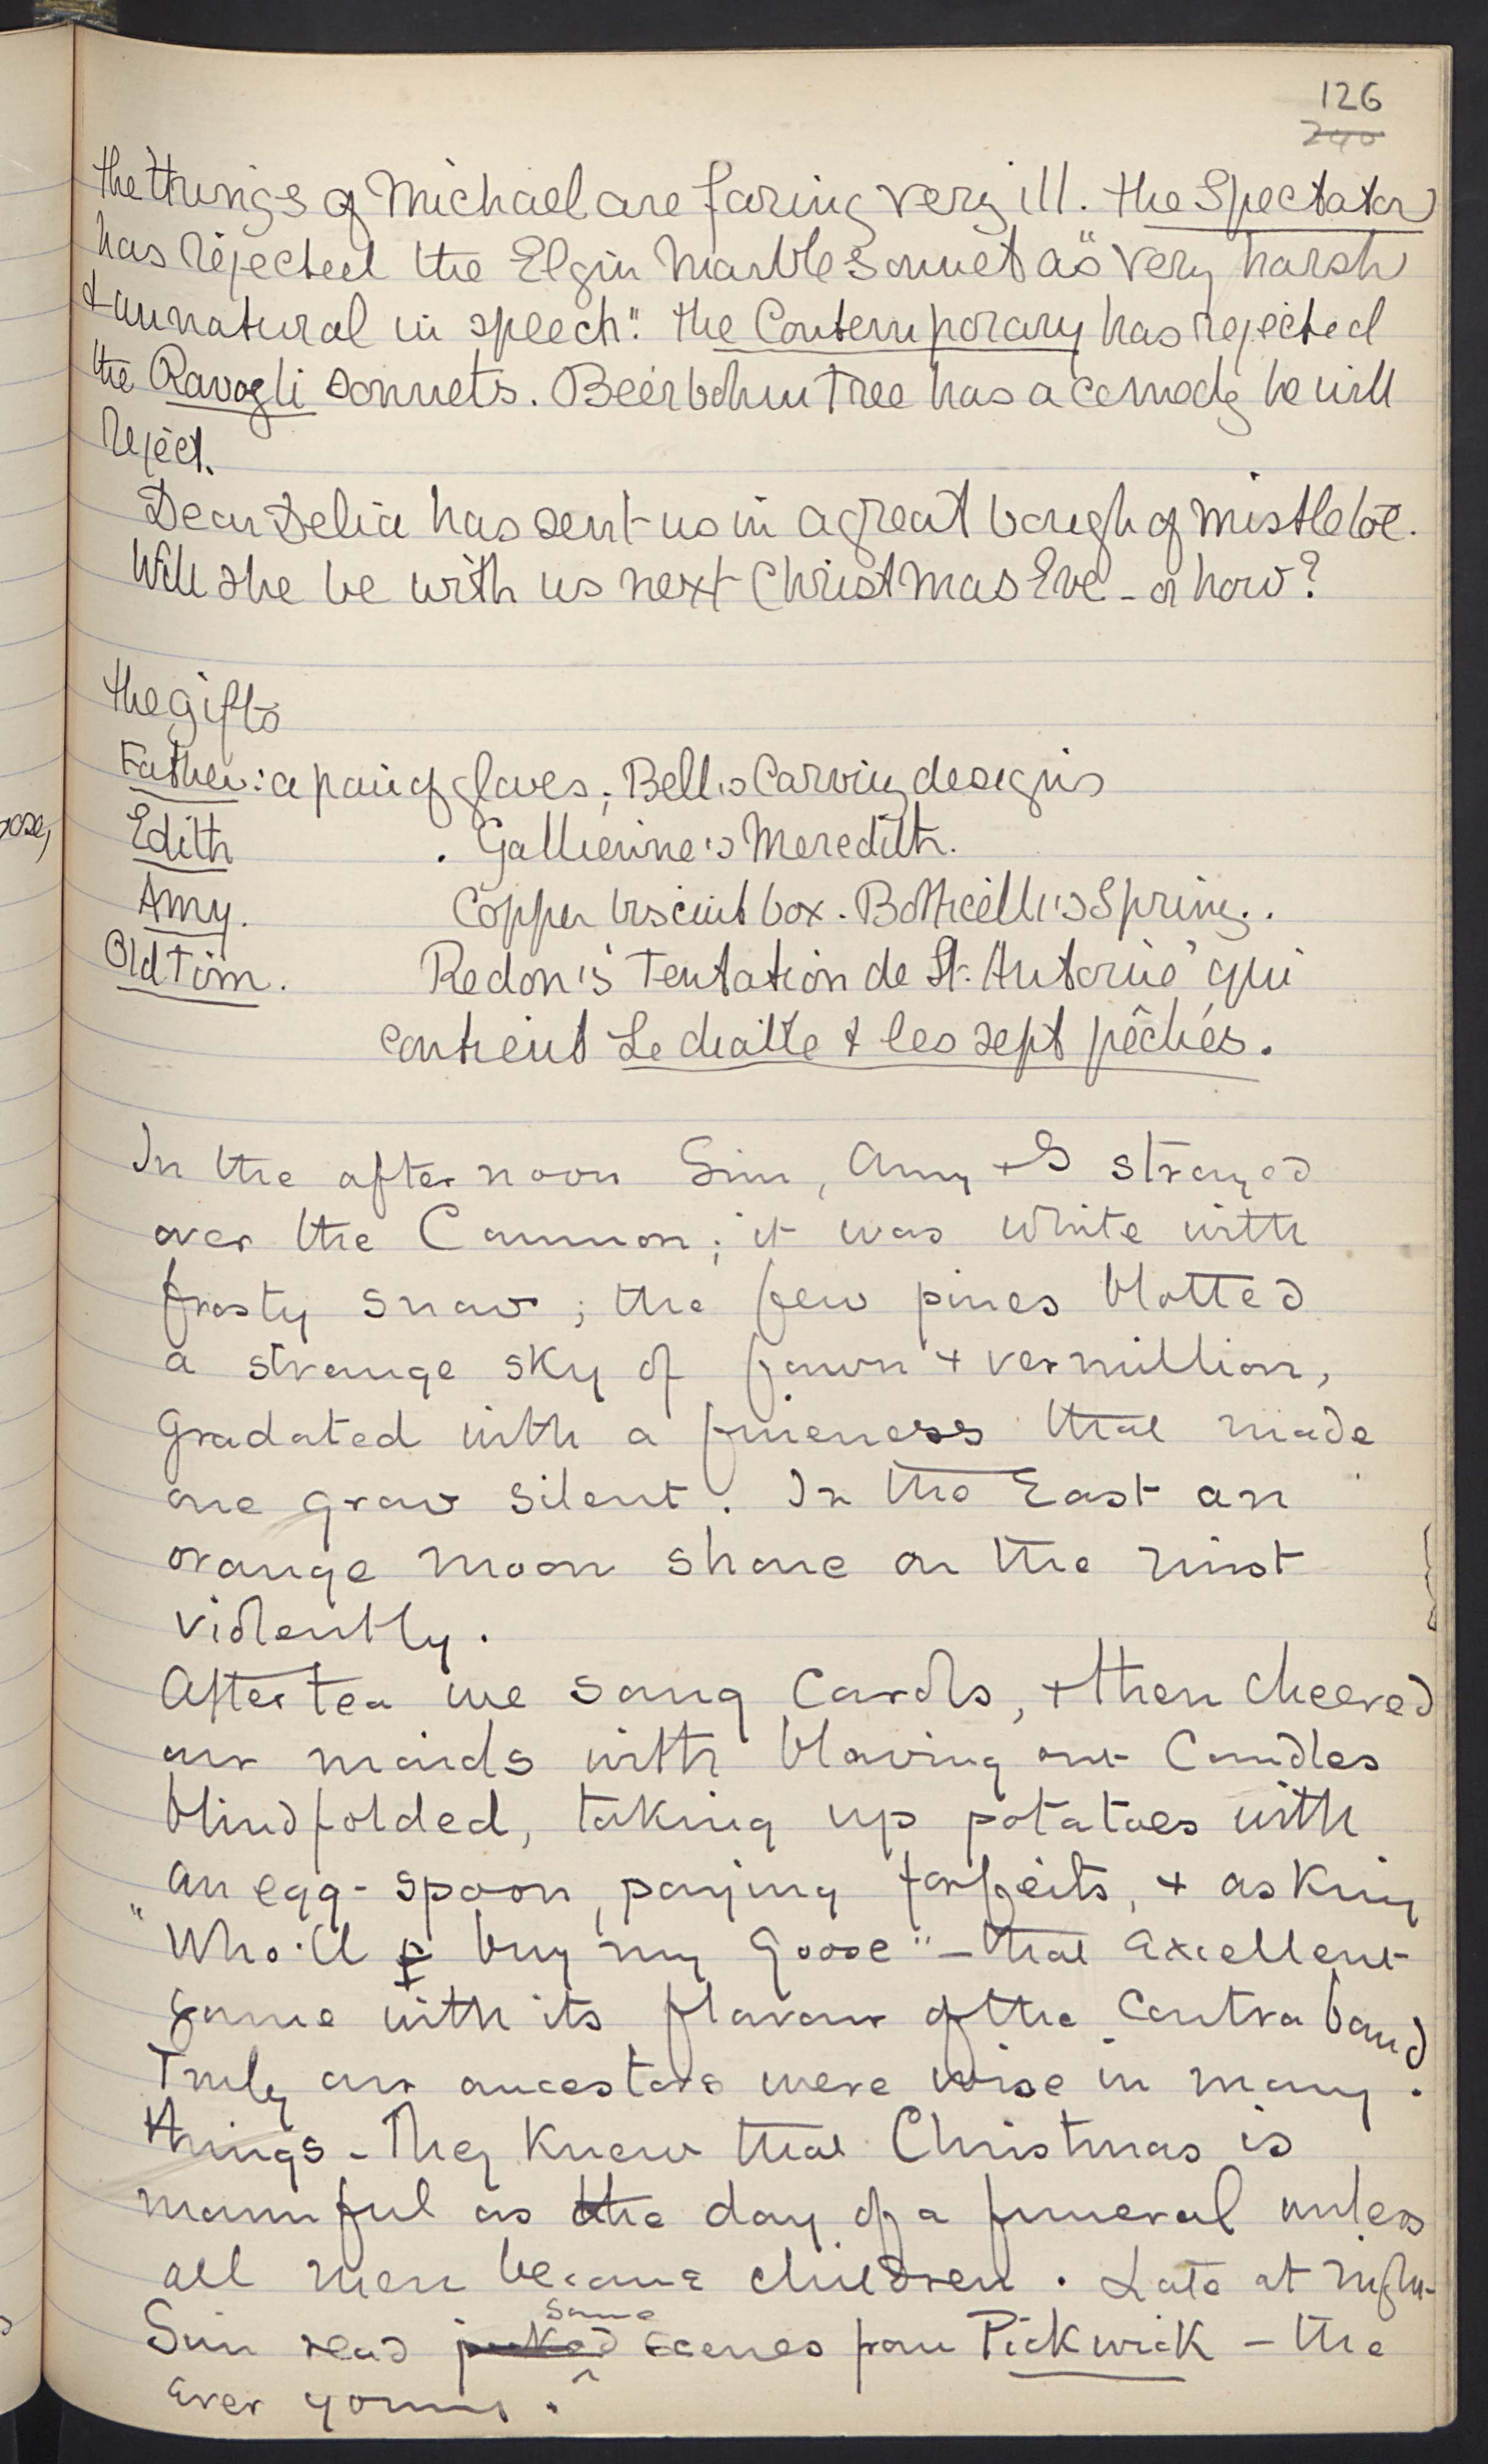 126
240
The things of Michael are faring very ill. The Spectator
has rejected the Elgin Marble sonnet as "very harsh
& unnatural in speech". The Contemporary has rejected
the Ravogli sonnets. Beerbohm Tree has a comedy he will
reject.
Dear Delia has sent us in a great bough of mistletoe.
Will she be with us next Christmas Eve - or how?
The gifts
Father: a pair of gloves; Bell's Carving designs
Edith . Gallienne's Meredith.
Amy. Copper biscuit box. Botticelli's Spring..
Old Tim. Redon's "Tentation de St. Antoine" qui
contient Le diable & les sept pêchés.
In the afternoon Sim, Amy & I strayed
over the Common; it was white with
frosty snow; the few pines blotted
a strange sky of fawn & vermillion,
gradated with a fineness that made
one grow silent. In the East an
orange moon shone on the mist
violently.
After tea we sang Carols, & then cheered
our maids with blowing out Candles
blindfolded, taking up potatoes with
an egg-spoon, paying forfeits, & asking
"Who'll buy my goose" - that excellent
game with its flavour of the contraband.
Truly our ancestors were wise in many
things - They knew that Christmas is
mournful as the day of a funeral unless
all men became children. Late at night
Sim read some scenes from Pickwick - the
ever young.